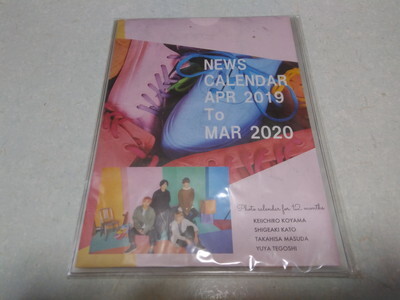 NEWS
CALENDAR
APR 2019
To
MAR 2020
Photo calendar for 12 months
KEIICHIRO KOYAMA
SHIGEAKI KATO
TAKAHISA MASUDA
YUYA TEGOSHI